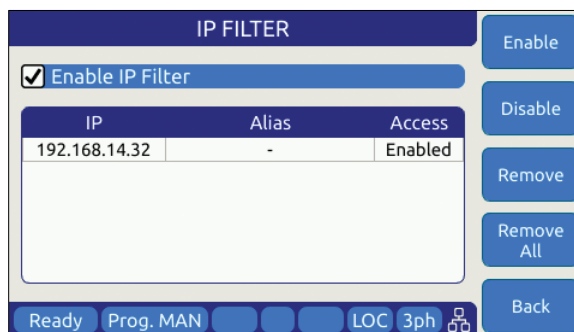 IP FILTER
Enable IP Filter
IP Alias Access
192.168.14.32 - Enabled
Enable
Disable
Remove
Remove
All
Back
Ready Prog. MAN LOC 3ph